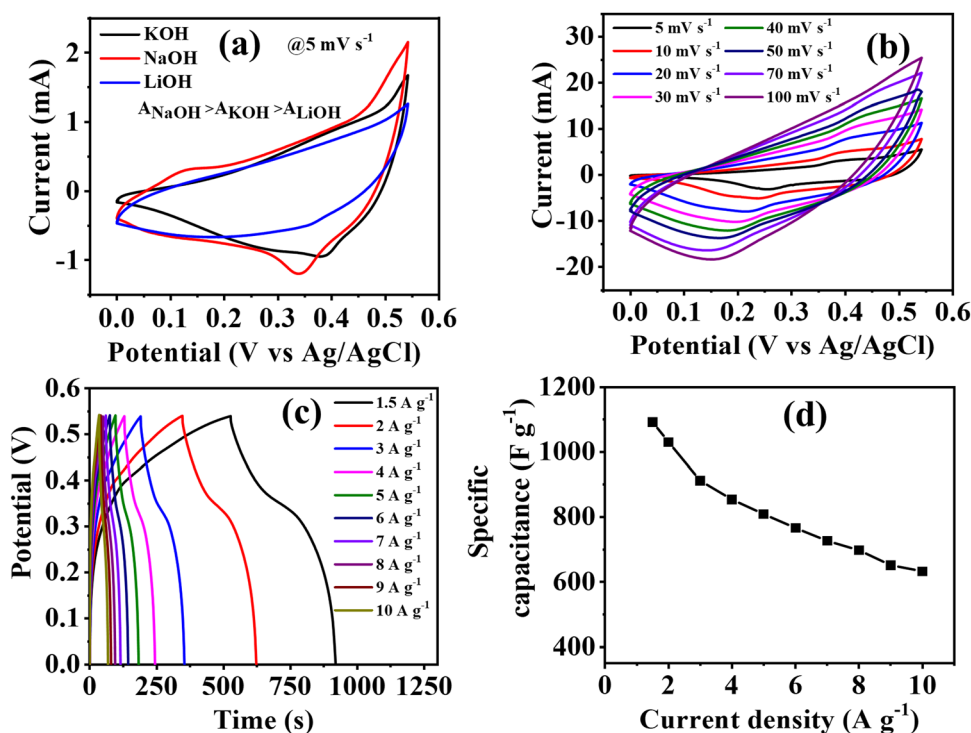 (a)
KOH
NaOH
LiOH
@5 mV s⁻¹
A_NaOH >A_KOH >A_LiOH
Current (mA)
2
1
0
-1
0.0 0.1 0.2 0.3 0.4 0.5 0.6
Potential (V vs Ag/AgCl)
(b)
5 mV s⁻¹ 40 mV s⁻¹
10 mV s⁻¹ 50 mV s⁻¹
20 mV s⁻¹ 70 mV s⁻¹
30 mV s⁻¹ 100 mV s⁻¹
Current (mA)
30
20
10
0
-10
-20
0.0 0.1 0.2 0.3 0.4 0.5 0.6
Potential (V vs Ag/AgCl)
(c)
1.5 A g⁻¹
2 A g⁻¹
3 A g⁻¹
4 A g⁻¹
5 A g⁻¹
6 A g⁻¹
7 A g⁻¹
8 A g⁻¹
9 A g⁻¹
10 A g⁻¹
Potential (V)
0.6
0.5
0.4
0.3
0.2
0.1
0.0
0 250 500 750 1000 1250
Time (s)
(d)
Specific
capacitance (F g⁻¹)
1200
1000
800
600
400
2 4 6 8 10
Current density (A g⁻¹)